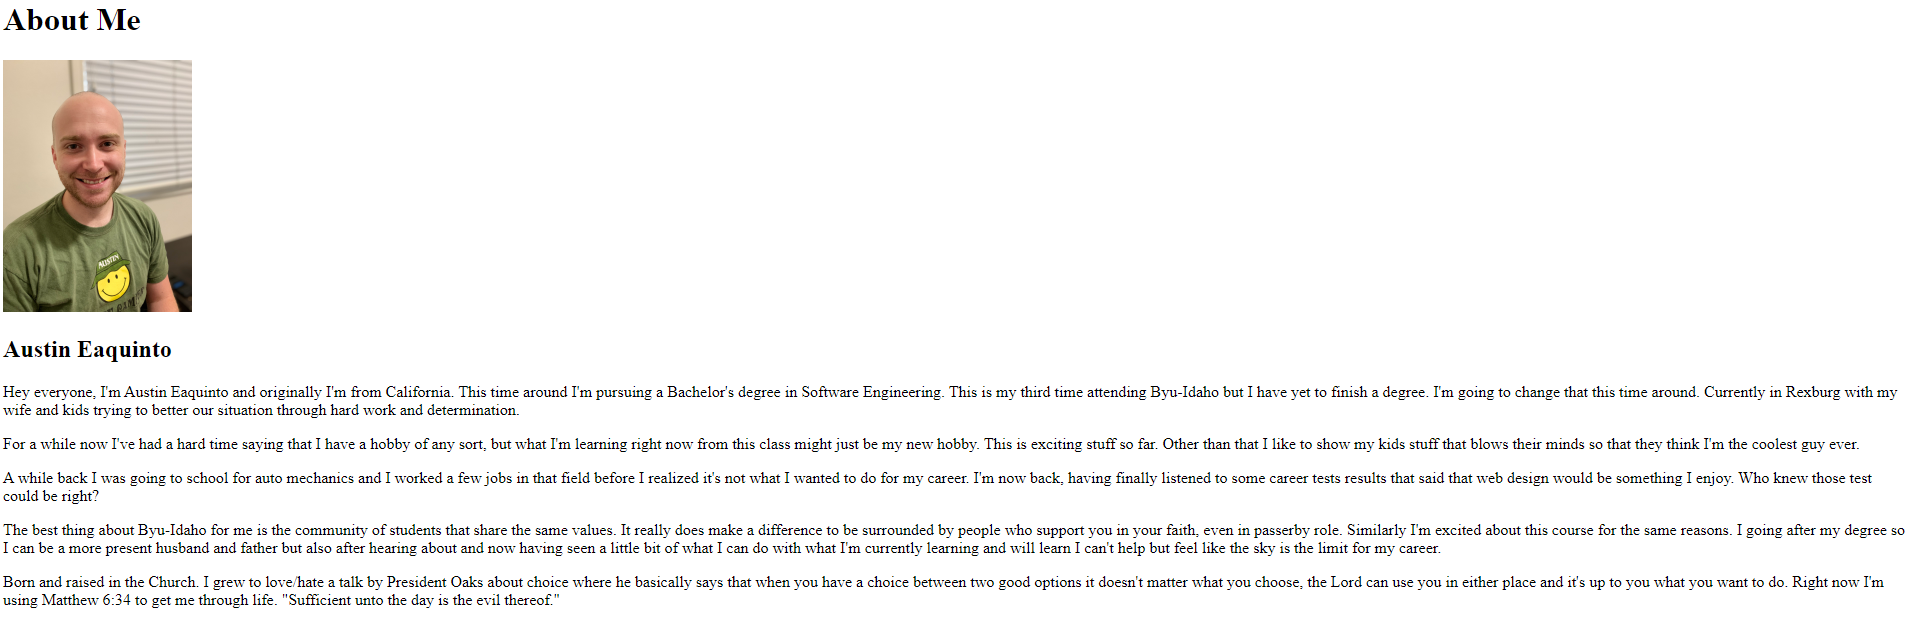 About Me
AUSTIN
Austin Eaquinto
Hey everyone, I'm Austin Eaquinto and originally I'm from California. This time around I'm pursuing a Bachelor's degree in Software Engineering. This is my third time attending Byu-Idaho but I have yet to finish a degree. I'm going to change that this time around. Currently in Rexburg with my
wife and kids trying to better our situation through hard work and determination.
For a while now I've had a hard time saying that I have a hobby of any sort, but what I'm learning right now from this class might just be my new hobby. This is exciting stuff so far. Other than that I like to show my kids stuff that blows their minds so that they think I'm the coolest guy ever.
A while back I was going to school for auto mechanics and I worked a few jobs in that field before I realized it's not what I wanted to do for my career. I'm now back, having finally listened to some career tests results that said that web design would be something I enjoy. Who knew those test
could be right?
The best thing about Byu-Idaho for me is the community of students that share the same values. It really does make a difference to be surrounded by people who support you in your faith, even in passerby role. Similarly I'm excited about this course for the same reasons. I going after my degree so
I can be a more present husband and father but also after hearing about and now having seen a little bit of what I can do with what I'm currently learning and will learn I can't help but feel like the sky is the limit for my career.
Born and raised in the Church. I grew to love/hate a talk by President Oaks about choice where he basically says that when you have a choice between two good options it doesn't matter what you choose, the Lord can use you in either place and it's up to you what you want to do. Right now I'm
using Matthew 6:34 to get me through life. "Sufficient unto the day is the evil thereof."